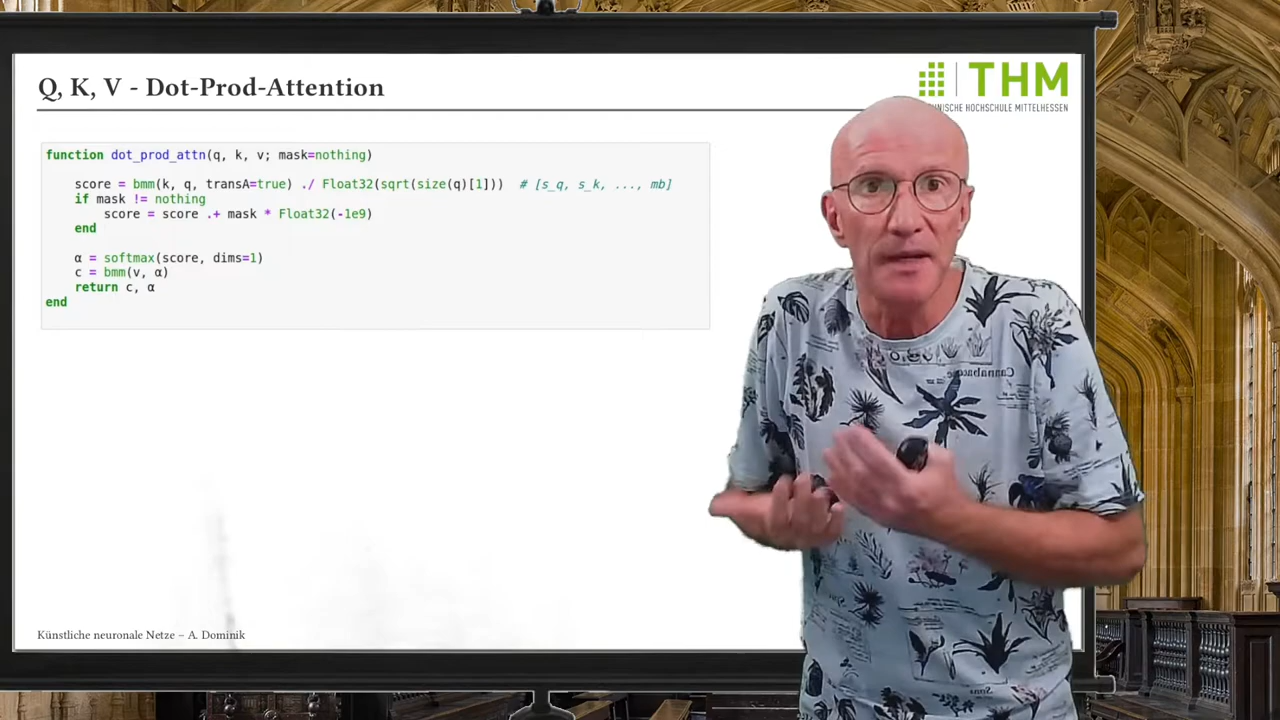 Q, K, V - Dot-Prod-Attention
THM
NISCHE HOCHSCHULE MITTELHESSEN
function dot_prod_attn(q, k, v; mask=nothing)
score = bmm(k, q, transA=true) ./ Float32(sqrt(size(q)[1])) # [s_q, s_k, ..., mb]
if mask != nothing
score = score .+ mask * Float32(-1e9)
end
α = softmax(score, dims=1)
c = bmm(v, α)
return c, α
end
Künstliche neuronale Netze – A. Dominik